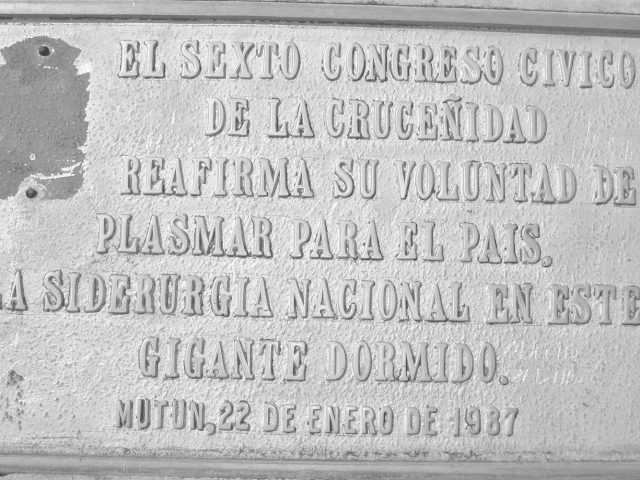 EL SEXTO CONGRESO CIVICO
DE LA CRUCEÑIDAD
REAFIRMA SU VOLUNTAD DE
PLASMAR PARA EL PAIS.
LA SIDERURGIA NACIONAL EN ESTE
GIGANTE DORMIDO.
MUTUN, 22 DE ENERO DE 1987